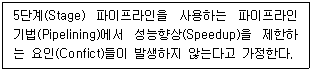 5단계(Stage) 파이프라인을 사용하는 파이프라인
기법(Pipelining)에서 성능향상(Speedup)을 제한하
는 요인(Confict)들이 발생하지 않는다고 가정한다.